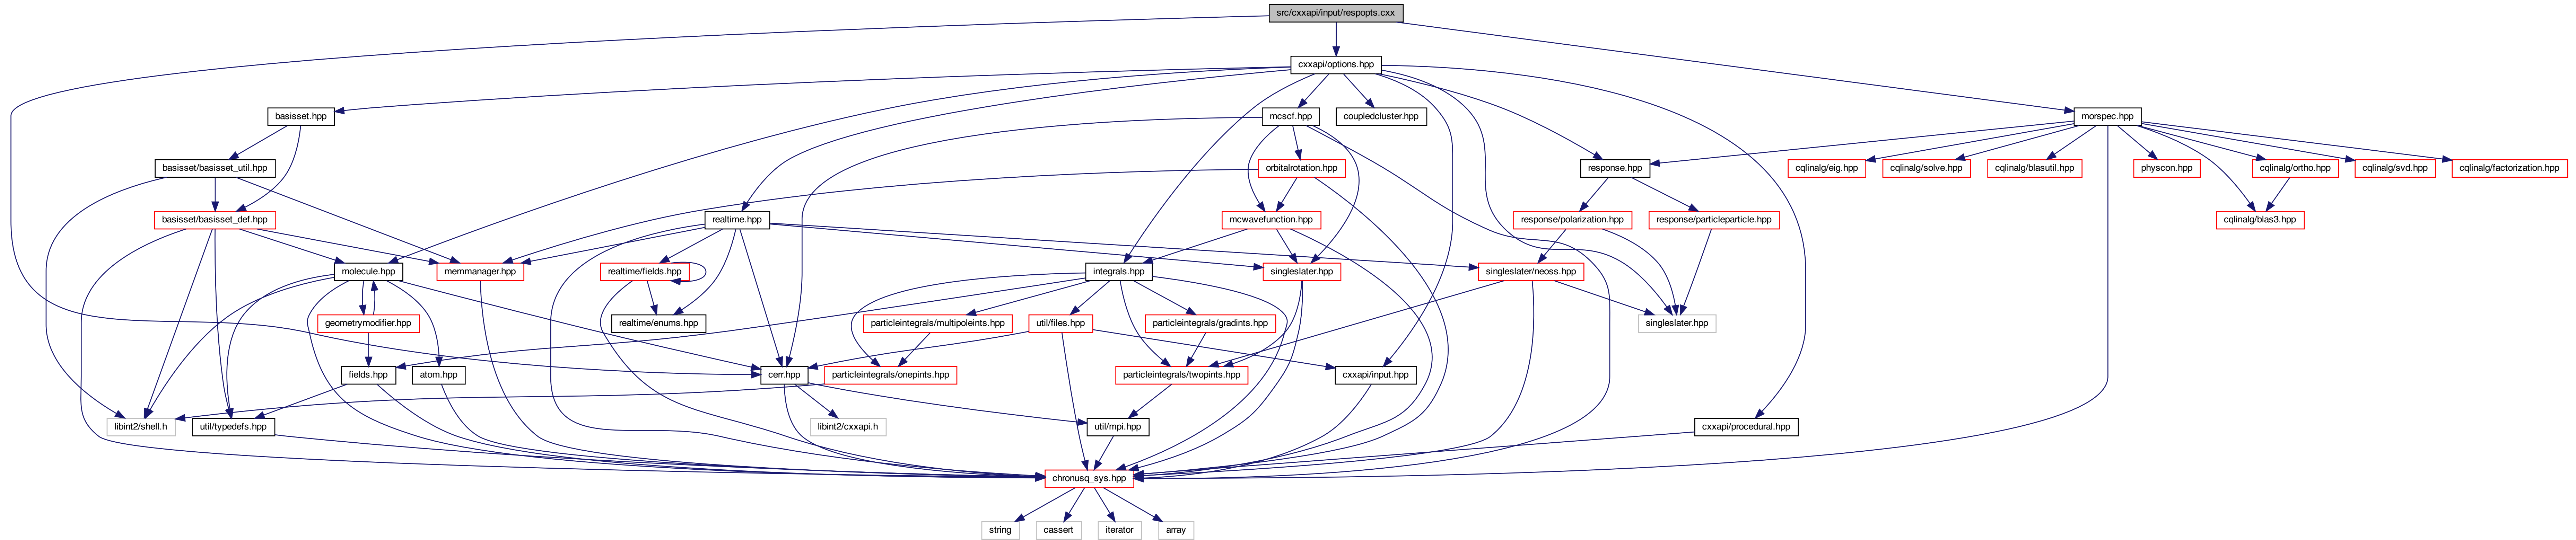 src/cxxapi/input/respopts.cxx
cxxapi/options.hpp
basisset.hpp
mcscf.hpp
coupledcluster.hpp
morspec.hpp
basisset/basisset_util.hpp
orbitalrotation.hpp
response.hpp
cqlinalg/eig.hpp
cqlinalg/solve.hpp
cqlinalg/blasutil.hpp
physcon.hpp
cqlinalg/ortho.hpp
cqlinalg/svd.hpp
cqlinalg/factorization.hpp
basisset/basisset_def.hpp
realtime.hpp
mcwavefunction.hpp
response/polarization.hpp
response/particleparticle.hpp
cqlinalg/blas3.hpp
molecule.hpp
memmanager.hpp
realtime/fields.hpp
integrals.hpp
singleslater.hpp
singleslater/neoss.hpp
geometrymodifier.hpp
realtime/enums.hpp
particleintegrals/multipoleints.hpp
util/files.hpp
particleintegrals/gradints.hpp
singleslater.hpp
fields.hpp
atom.hpp
cerr.hpp
particleintegrals/onepints.hpp
particleintegrals/twopints.hpp
cxxapi/input.hpp
libint2/shell.h
util/typedefs.hpp
libint2/cxxapi.h
util/mpi.hpp
cxxapi/procedural.hpp
chronusq_sys.hpp
string
cassert
iterator
array